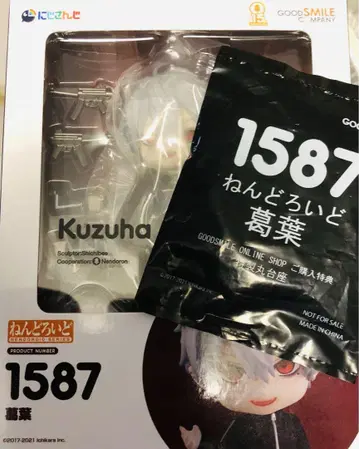 にじさんじ
GOOD SMILE
COMPANY
Kuzuha
Sculptor:Shichibee
Cooperation: Nendoron
ねんどろいど
NENDOROID SERIES
PRODUCT NUMBER
1587
葛葉
©2017-2021 Ichikara Inc.
1587
ねんどろいど
葛葉
GOODSMILE ONLINE SHOP ご購入特典
丸台座
NOT FOR SALE
MADE IN CHINA